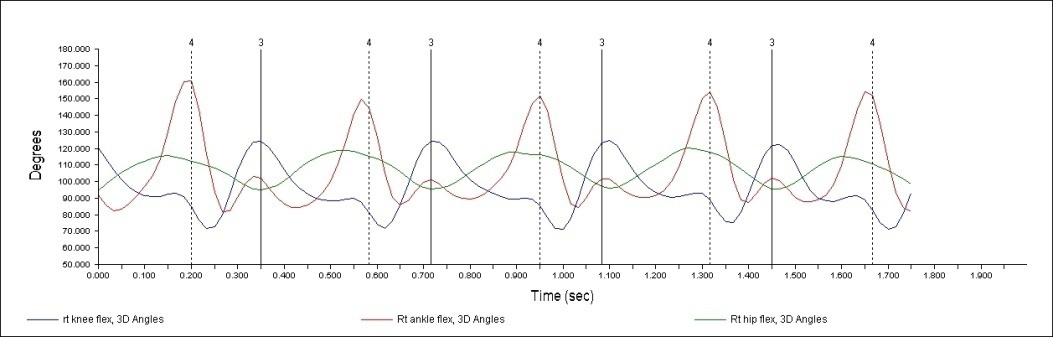 4 3 4 3 4 3 4 3 4
180.000
170.000
160.000
150.000
140.000
130.000
120.000
110.000
100.000
90.000
80.000
70.000
60.000
50.000
Degrees
0.000 0.100 0.200 0.300 0.400 0.500 0.600 0.700 0.800 0.900 1.000 1.100 1.200 1.300 1.400 1.500 1.600 1.700 1.800 1.900
Time (sec)
rt knee flex, 3D Angles Rt ankle flex, 3D Angles Rt hip flex, 3D Angles